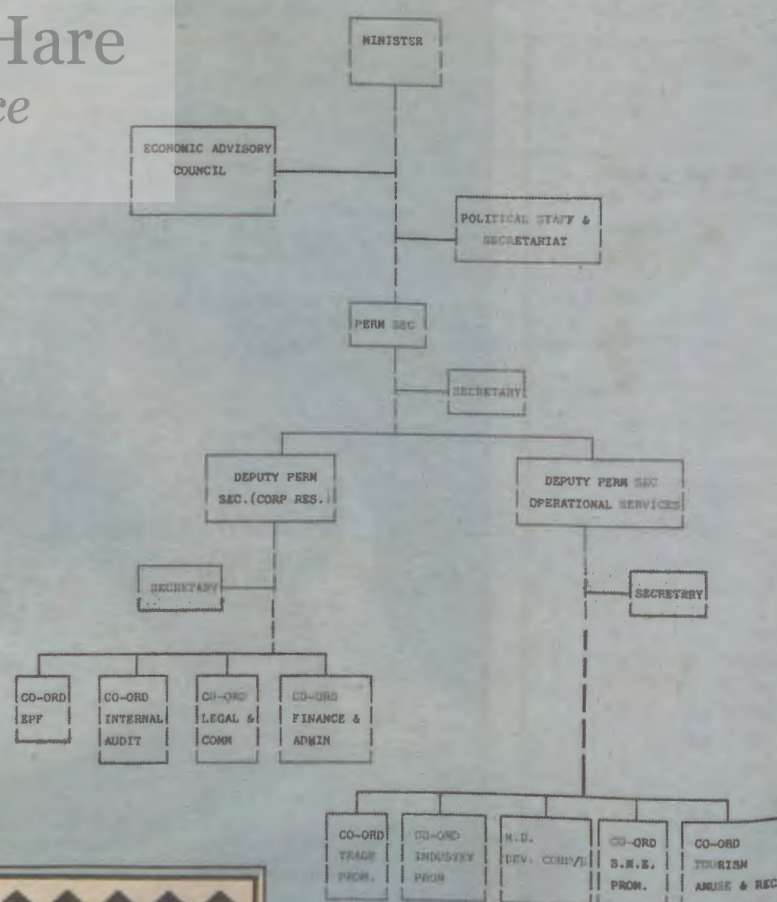 Hare
ce
MINISTER
ECONOMIC ADVISORY
COUNCIL
POLITICAL STAFF &
SECRETARIAT
PERM SEC
SECRETARY
DEPUTY PERM
SEC.(CORP RES.)
DEPUTY PERM SEC
OPERATIONAL SERVICES
SECRETARY
SECRETRRY
CO-ORD
EPF
CO-ORD
INTERNAL
AUDIT
CO-ORD
LEGAL &
COMM
CO-ORD
FINANCE &
ADMIN
CO-ORD
TRADE
PROM.
CO-ORD
INDUSTRY
PROM
M.D.
DEV.
CO-ORD
S.M.E.
PROM.
CO-ORD
TOURISM
AMUSE & REC